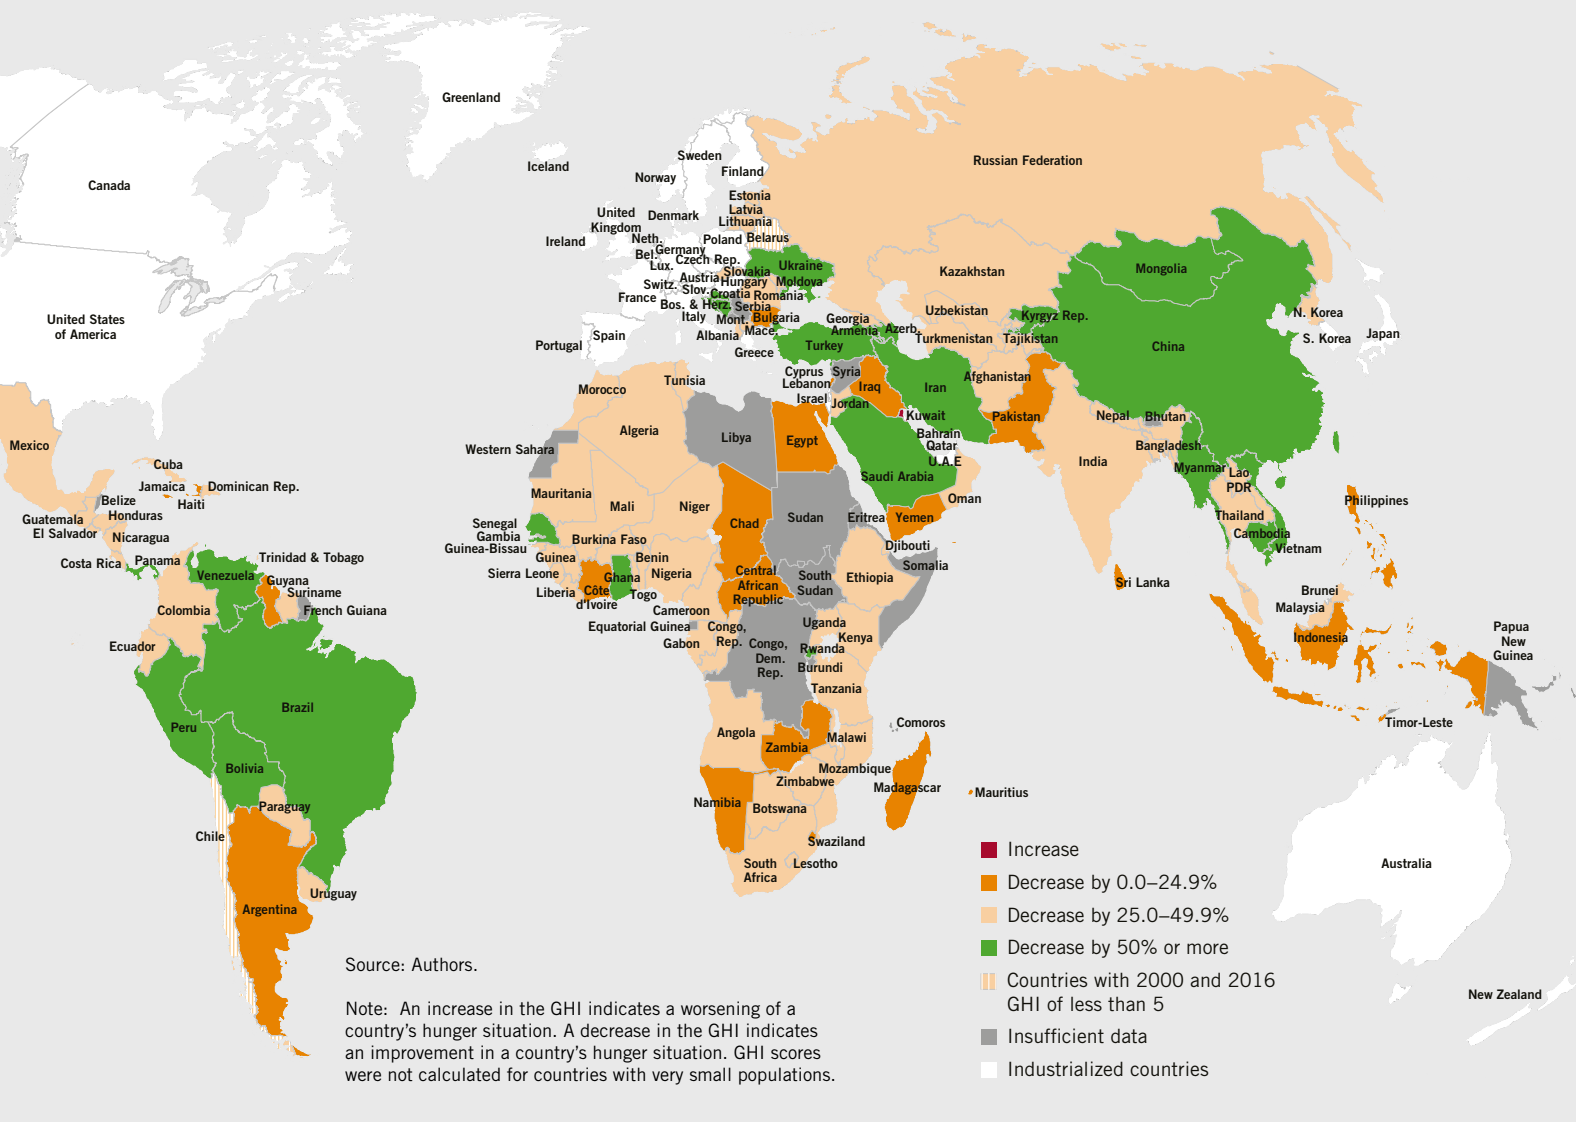 Greenland
Canada
United States
of America
Iceland
Sweden
Norway
Finland
Russian Federation
Estonia
Latvia
Lithuania
United
Kingdom
Denmark
Ireland
Neth.
Poland
Belarus
Bel.
Germany
Czech Rep.
Lux.
Slovakia
Ukraine
Austria
Hungary
Moldova
Switz.
Slov.
Croatia
Romania
France
Bos. & Herz.
Serbia
Italy
Mont.
Bulgaria
Spain
Portugal
Albania
Mace.
Greece
Georgia
Armenia
Azerb.
Turkey
Kazakhstan
Uzbekistan
Kyrgyz Rep.
Turkmenistan
Tajikistan
Mongolia
China
N. Korea
S. Korea
Japan
Cyprus
Syria
Lebanon
Iraq
Iran
Afghanistan
Israel
Jordan
Kuwait
Pakistan
Nepal
Bhutan
Bahrain
Qatar
U.A.E
Bangladesh
India
Saudi Arabia
Oman
Yemen
Myanmar
Lao
PDR
Thailand
Cambodia
Vietnam
Philippines
Sri Lanka
Brunei
Malaysia
Indonesia
Papua
New
Guinea
Timor-Leste
Morocco
Tunisia
Algeria
Libya
Egypt
Western Sahara
Mauritania
Mali
Niger
Chad
Sudan
Eritrea
Djibouti
Somalia
Senegal
Gambia
Guinea-Bissau
Burkina Faso
Guinea
Benin
Sierra Leone
Ghana
Nigeria
Liberia
Côte
d'Ivoire
Togo
Central
African
Republic
South
Sudan
Ethiopia
Cameroon
Equatorial Guinea
Congo,
Rep.
Gabon
Congo,
Dem.
Rep.
Uganda
Kenya
Rwanda
Burundi
Tanzania
Comoros
Angola
Zambia
Malawi
Mozambique
Zimbabwe
Madagascar
Mauritius
Namibia
Botswana
Swaziland
South
Africa
Lesotho
Mexico
Cuba
Jamaica
Dominican Rep.
Haiti
Belize
Honduras
Guatemala
El Salvador
Nicaragua
Costa Rica
Panama
Trinidad & Tobago
Venezuela
Guyana
Suriname
French Guiana
Colombia
Ecuador
Peru
Brazil
Bolivia
Paraguay
Chile
Uruguay
Argentina
Australia
New Zealand
Increase
Decrease by 0.0–24.9%
Decrease by 25.0–49.9%
Decrease by 50% or more
Countries with 2000 and 2016
GHI of less than 5
Insufficient data
Industrialized countries
Source: Authors.
Note: An increase in the GHI indicates a worsening of a
country's hunger situation. A decrease in the GHI indicates
an improvement in a country's hunger situation. GHI scores
were not calculated for countries with very small populations.